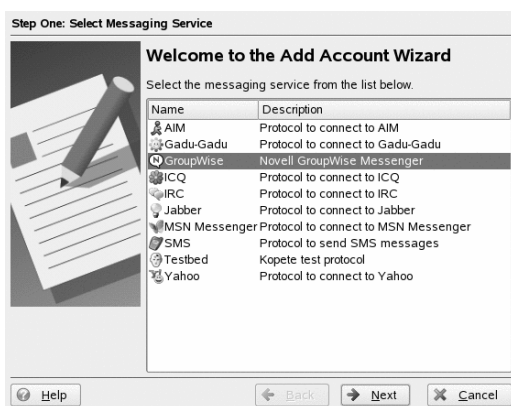 Step One: Select Messaging Service
Welcome to the Add Account Wizard
Select the messaging service from the list below.
Name Description
AIM Protocol to connect to AIM
Gadu-Gadu Protocol to connect to Gadu-Gadu
GroupWise Novell GroupWise Messenger
ICQ Protocol to connect to ICQ
IRC Protocol to connect to IRC
Jabber Protocol to connect to Jabber
MSN Messenger Protocol to connect to MSN Messenger
SMS Protocol to send SMS messages
Testbed Kopete test protocol
Yahoo Protocol to connect to Yahoo
Help Back Next Cancel